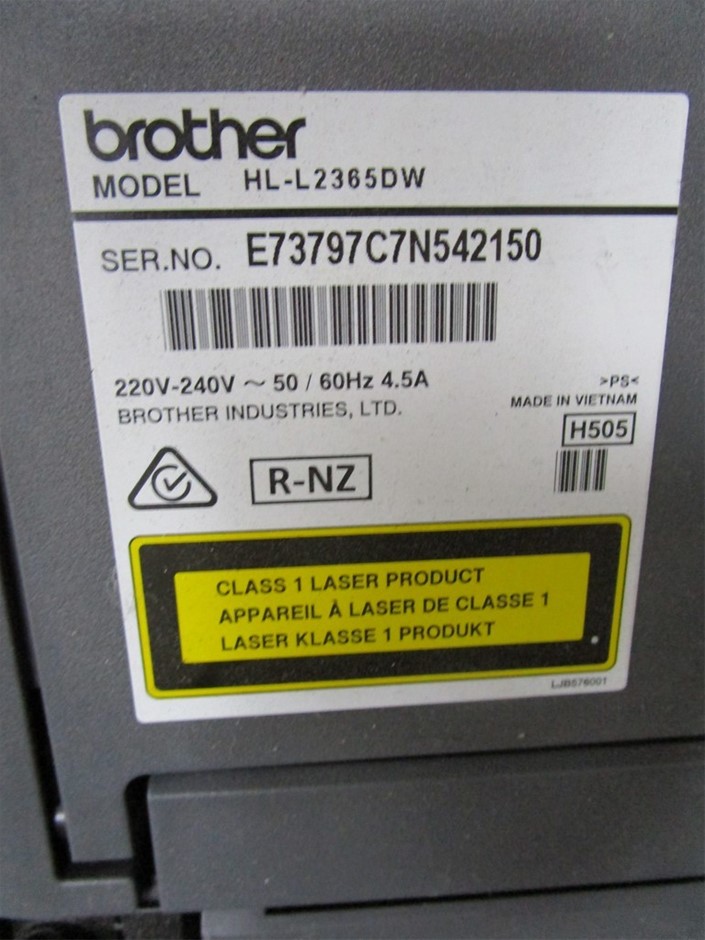 brother
MODEL HL-L2365DW
SER.NO. E73797C7N542150
220V-240V ～ 50 / 60Hz 4.5A
BROTHER INDUSTRIES, LTD.
>PS<
MADE IN VIETNAM
H505
R-NZ
CLASS 1 LASER PRODUCT
APPAREIL À LASER DE CLASSE 1
LASER KLASSE 1 PRODUKT
LJB576001